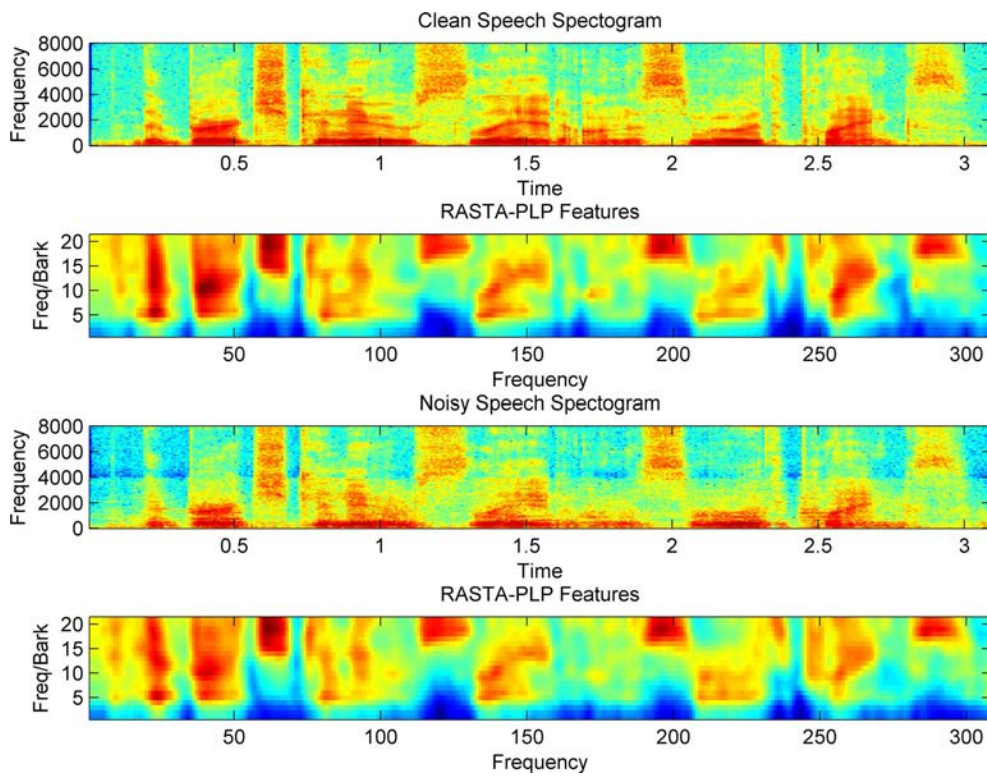 Clean Speech Spectogram
Frequency
8000
6000
4000
2000
0
0.5 1 1.5 2 2.5 3
Time
RASTA-PLP Features
Freq/Bark
20
15
10
5
50 100 150 200 250 300
Frequency
Noisy Speech Spectogram
Frequency
8000
6000
4000
2000
0
0.5 1 1.5 2 2.5 3
Time
RASTA-PLP Features
Freq/Bark
20
15
10
5
50 100 150 200 250 300
Frequency